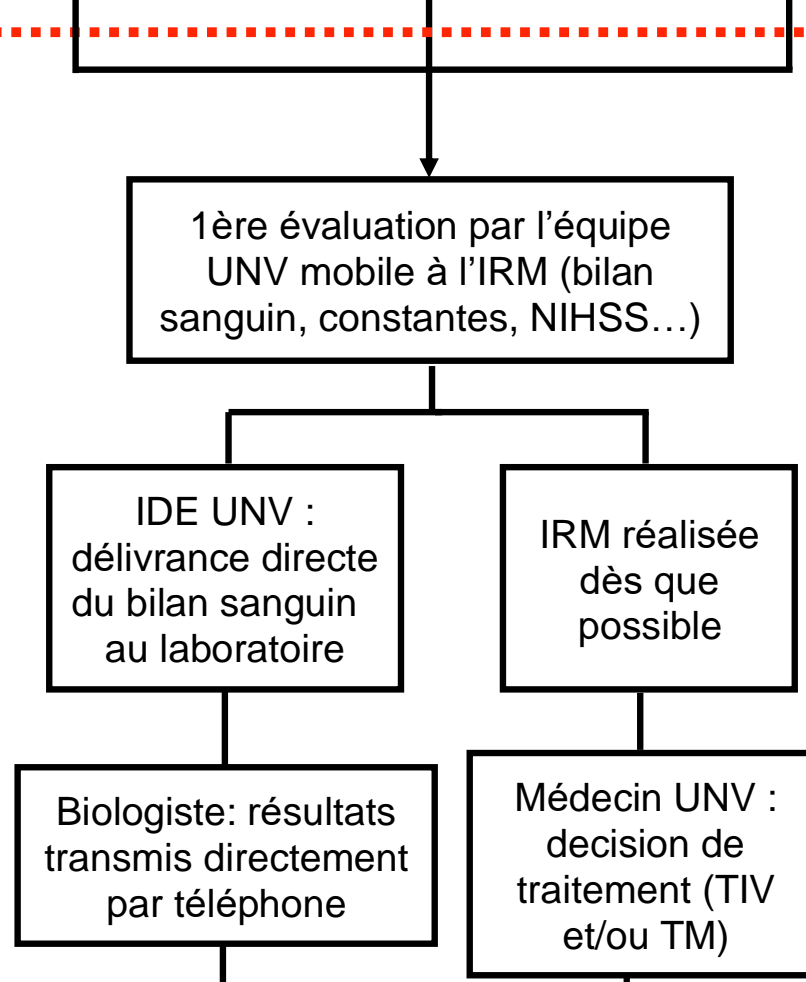 1ère évaluation par l’équipe
UNV mobile à l’IRM (bilan
sanguin, constantes, NIHSS…)
IDE UNV :
délivrance directe
du bilan sanguin
au laboratoire
IRM réalisée
dès que
possible
Biologiste: résultats
transmis directement
par téléphone
Médecin UNV :
decision de
traitement (TIV
et/ou TM)